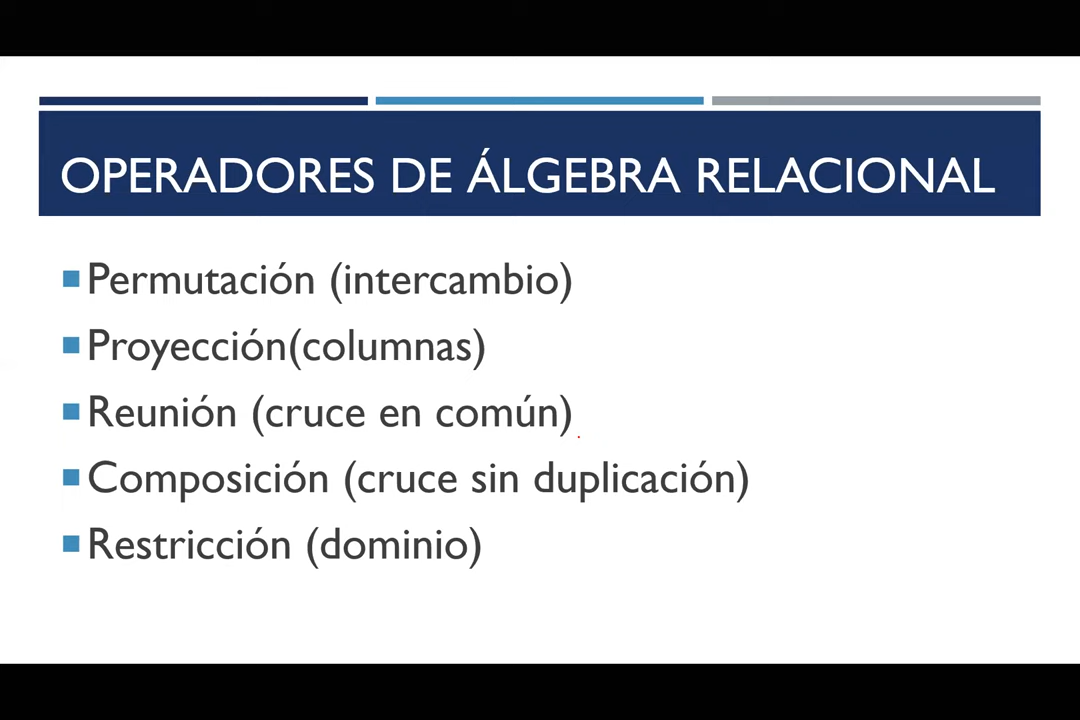 OPERADORES DE ÁLGEBRA RELACIONAL
Permutación (intercambio)
Proyección(columnas)
Reunión (cruce en común)
Composición (cruce sin duplicación)
Restricción (dominio)